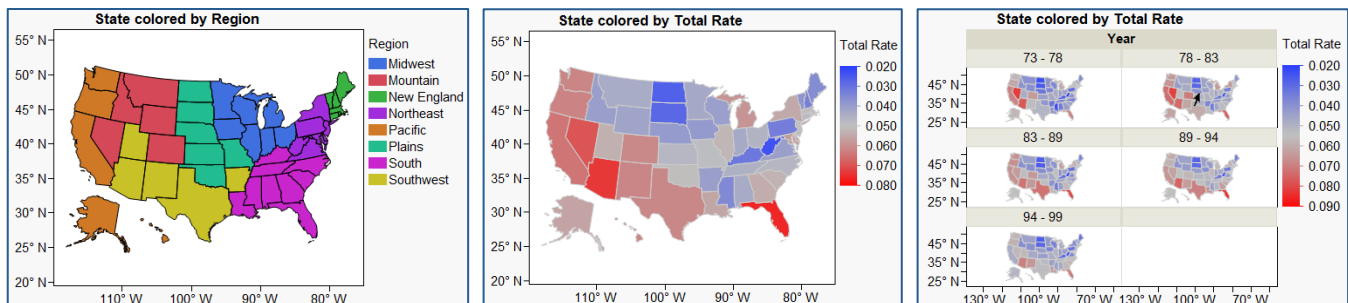 State colored by Region
55° N
50° N
45° N
40° N
35° N
30° N
25° N
20° N
110° W 100° W 90° W 80° W
Region
Midwest
Mountain
New England
Northeast
Pacific
Plains
South
Southwest
State colored by Total Rate
55° N
50° N
45° N
40° N
35° N
30° N
25° N
20° N
110° W 100° W 90° W 80° W
Total Rate
0.020
0.030
0.040
0.050
0.060
0.070
0.080
State colored by Total Rate
Year
73 - 78 78 - 83
45° N
35° N
25° N
83 - 89 89 - 94
45° N
35° N
25° N
94 - 99
45° N
35° N
25° N
130° W 100° W 70° W 130° W 100° W 70° W
Total Rate
0.020
0.030
0.040
0.050
0.060
0.070
0.080
0.090